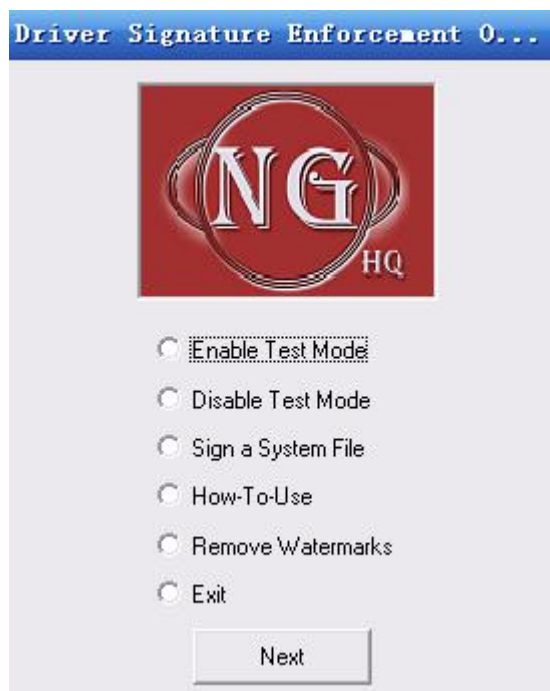 Driver Signature Enforcement O...
NG
HQ
Enable Test Mode
Disable Test Mode
Sign a System File
How-To-Use
Remove Watermarks
Exit
Next